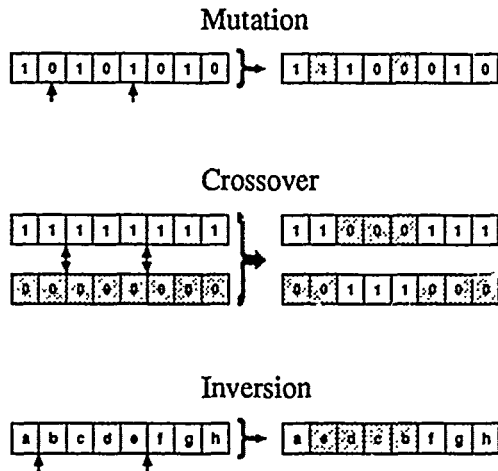 Mutation
1 0 1 0 1 0 1 0 1 1 1 0 0 0 1 0
Crossover
1 1 1 1 1 1 1 1 1 1 0 0 0 1 1 1
0 0 0 0 0 0 0 0 0 0 1 1 1 0 0 0
Inversion
a b c d e f g h a e d c b f g h